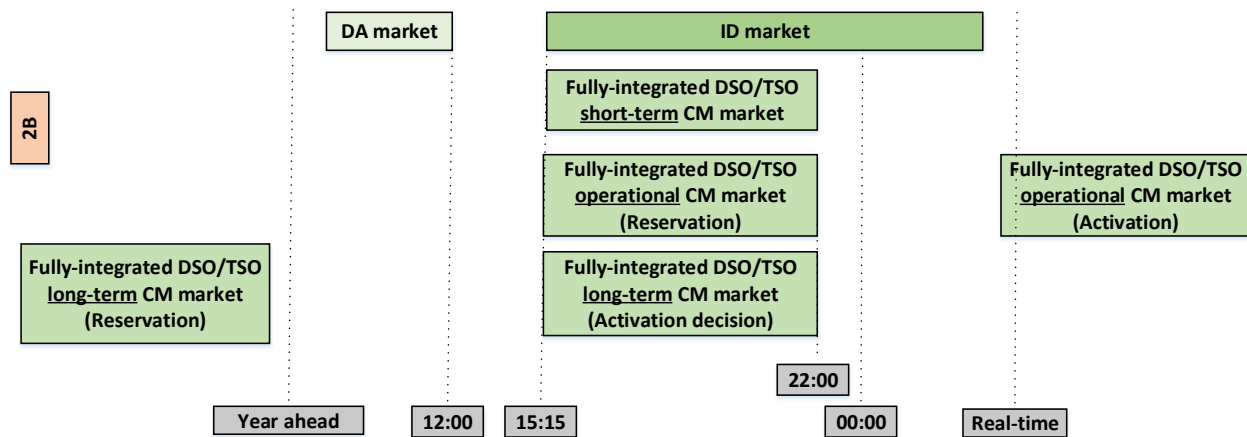 DA market
ID market
2B
Fully-integrated DSO/TSO
short-term CM market
Fully-integrated DSO/TSO
operational CM market
(Reservation)
Fully-integrated DSO/TSO
operational CM market
(Activation)
Fully-integrated DSO/TSO
long-term CM market
(Reservation)
Fully-integrated DSO/TSO
long-term CM market
(Activation decision)
22:00
Year ahead
12:00
15:15
00:00
Real-time